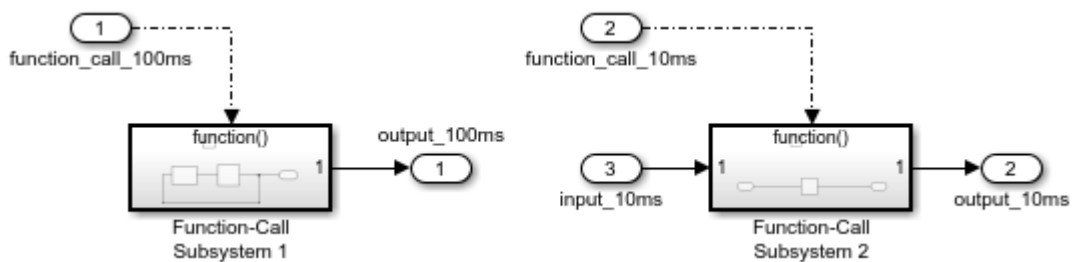 1
function_call_100ms
function()
1
output_100ms
1
Function-Call
Subsystem 1
2
function_call_10ms
3
input_10ms
function()
1
1
2
output_10ms
Function-Call
Subsystem 2